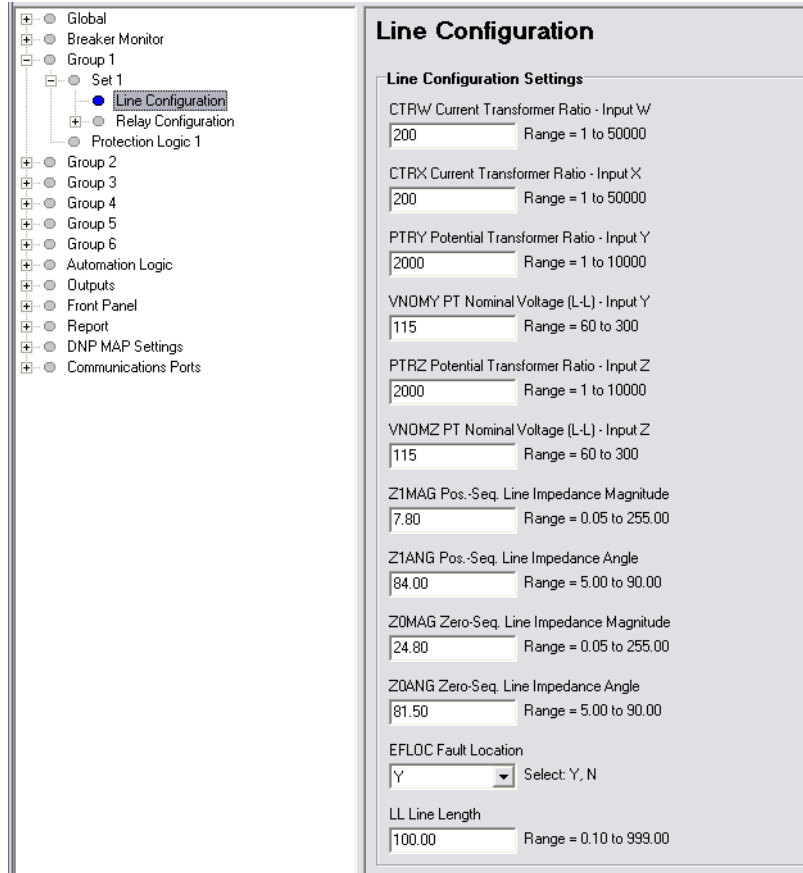 Global
Breaker Monitor
Group 1
Set 1
Line Configuration
Relay Configuration
Protection Logic 1
Group 2
Group 3
Group 4
Group 5
Group 6
Automation Logic
Outputs
Front Panel
Report
DNP MAP Settings
Communications Ports
Line Configuration
Line Configuration Settings
CTRW Current Transformer Ratio - Input W
200 Range = 1 to 50000
CTRX Current Transformer Ratio - Input X
200 Range = 1 to 50000
PTRY Potential Transformer Ratio - Input Y
2000 Range = 1 to 10000
VNOMY PT Nominal Voltage (L-L) - Input Y
115 Range = 60 to 300
PTRZ Potential Transformer Ratio - Input Z
2000 Range = 1 to 10000
VNOMZ PT Nominal Voltage (L-L) - Input Z
115 Range = 60 to 300
Z1MAG Pos.-Seq. Line Impedance Magnitude
7.80 Range = 0.05 to 255.00
Z1ANG Pos.-Seq. Line Impedance Angle
84.00 Range = 5.00 to 90.00
Z0MAG Zero-Seq. Line Impedance Magnitude
24.80 Range = 0.05 to 255.00
Z0ANG Zero-Seq. Line Impedance Angle
81.50 Range = 5.00 to 90.00
EFLOC Fault Location
Y Select: Y, N
LL Line Length
100.00 Range = 0.10 to 999.00